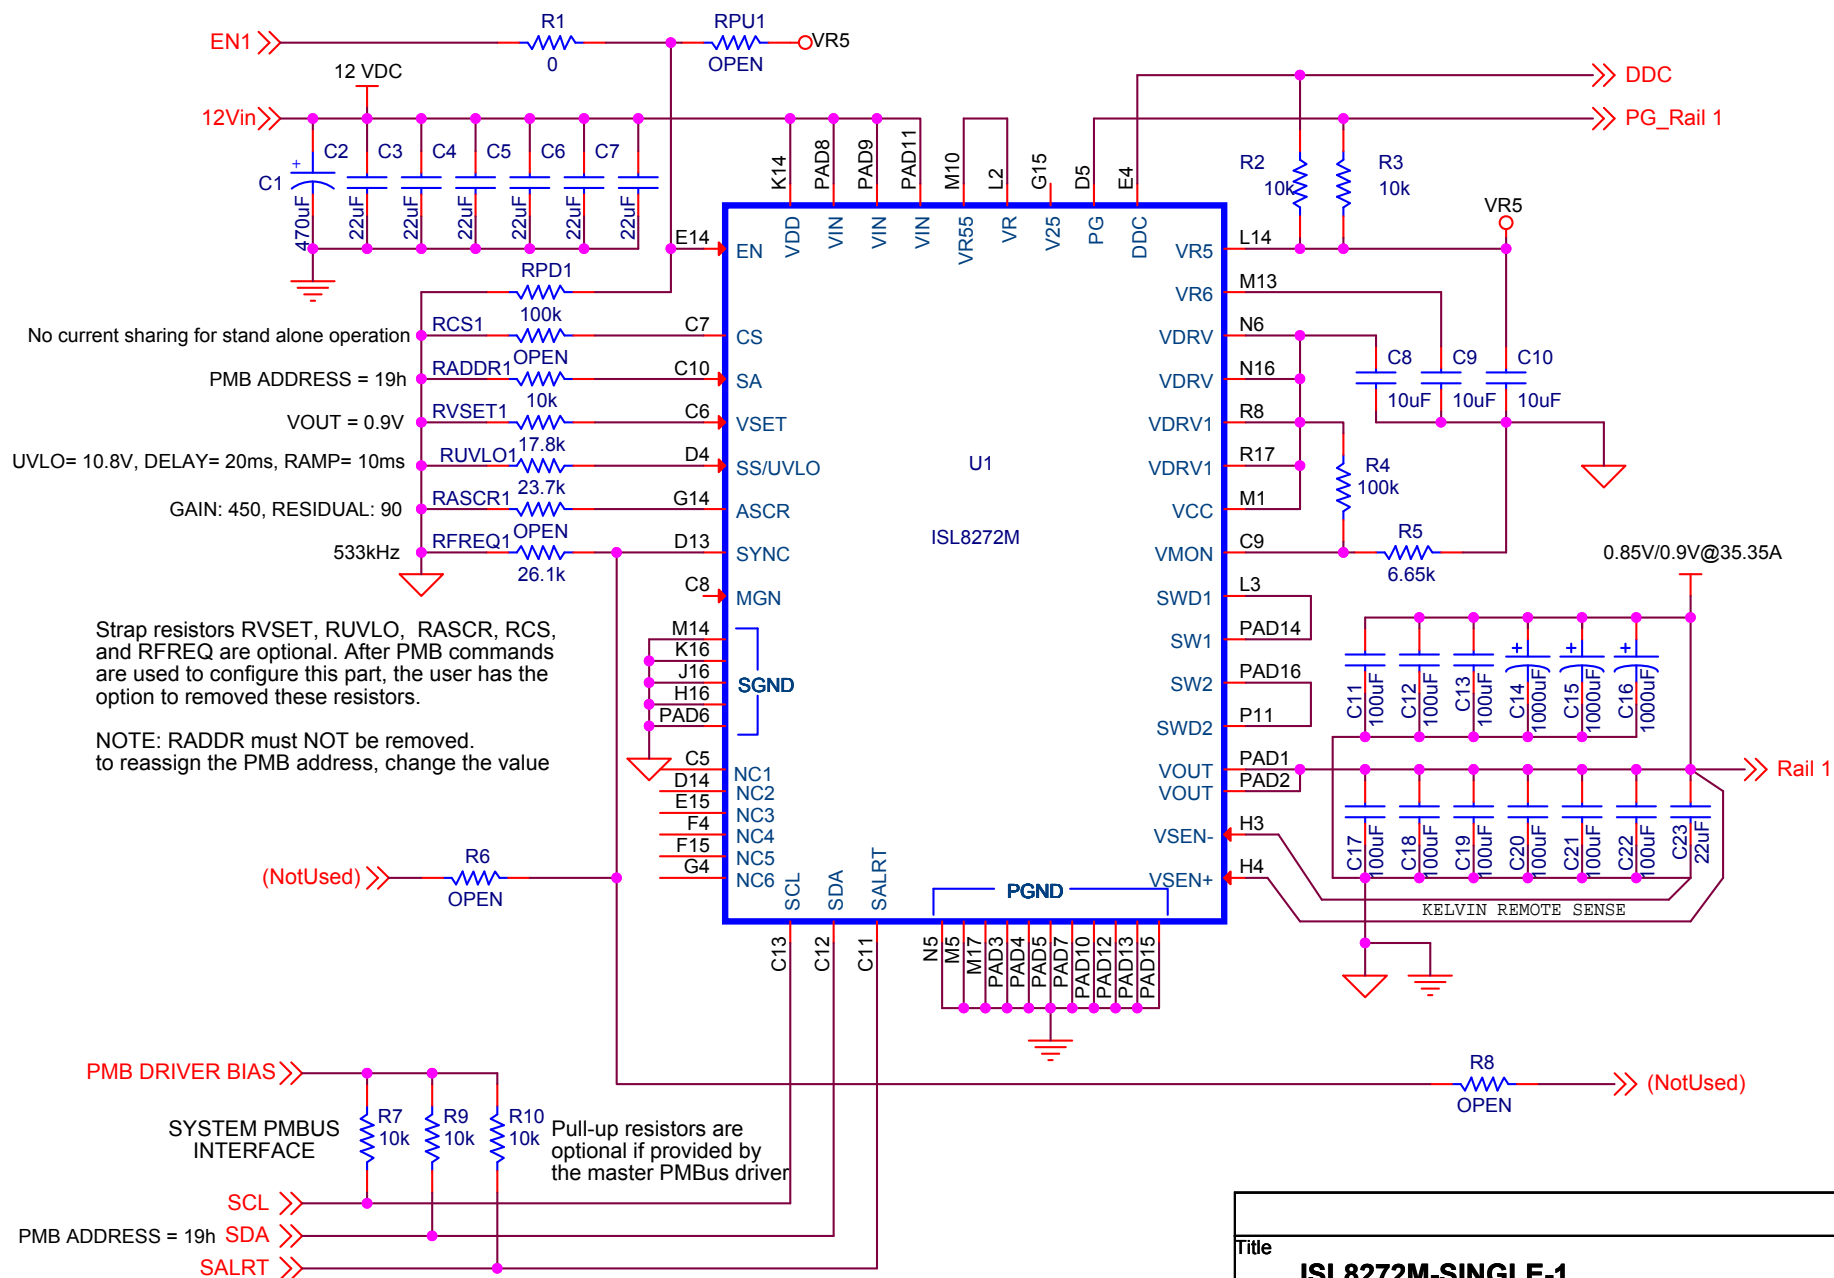 EN1
R1
0
RPU1
OPEN
VR5
12 VDC
12Vin
C1
470uF
C2
22uF
C3
22uF
C4
22uF
C5
22uF
C6
22uF
C7
22uF
K14
PAD8
PAD9
PAD11
M10
L2
G15
D5
E4
VDD
VIN
VIN
VIN
VR55
VR
V25
PG
DDC
DDC
PG_Rail 1
R2
10k
R3
10k
VR5
E14
EN
RPD1
100k
No current sharing for stand alone operation
RCS1
OPEN
C7
CS
PMB ADDRESS = 19h
RADDR1
10k
C10
SA
VOUT = 0.9V
RVSET1
17.8k
C6
VSET
UVLO= 10.8V, DELAY= 20ms, RAMP= 10ms
RUVLO1
23.7k
D4
SS/UVLO
GAIN: 450, RESIDUAL: 90
RASCR1
OPEN
G14
ASCR
533kHz
RFREQ1
26.1k
D13
SYNC
C8
MGN
U1
ISL8272M
VR5
L14
VR6
M13
VDRV
N6
VDRV
N16
VDRV1
R8
VDRV1
R17
VCC
M1
VMON
C9
SWD1
L3
SW1
PAD14
SW2
PAD16
SWD2
P11
VOUT
PAD1
VOUT
PAD2
VSEN-
H3
VSEN+
H4
C8
10uF
C9
10uF
C10
10uF
R4
100k
R5
6.65k
0.85V/0.9V@35.35A
C11
100uF
C12
100uF
C13
100uF
C14
1000uF
C15
1000uF
C16
1000uF
Rail 1
C17
100uF
C18
100uF
C19
100uF
C20
100uF
C21
100uF
C22
100uF
C23
22uF
KELVIN REMOTE SENSE
Strap resistors RVSET, RUVLO, RASCR, RCS,
and RFREQ are optional. After PMB commands
are used to configure this part, the user has the
option to removed these resistors.
NOTE: RADDR must NOT be removed.
to reassign the PMB address, change the value
M14
K16
J16
H16
PAD6
SGND
C5
NC1
D14
NC2
E15
NC3
F4
NC4
F15
NC5
G4
NC6
(NotUsed)
R6
OPEN
SCL
SDA
SALRT
PGND
C13
C12
C11
N5
M5
M17
PAD3
PAD4
PAD5
PAD7
PAD10
PAD12
PAD13
PAD15
PMB DRIVER BIAS
SYSTEM PMBUS
INTERFACE
R7
10k
R9
10k
R10
10k
Pull-up resistors are
optional if provided by
the master PMBus driver
R8
OPEN
(NotUsed)
SCL
PMB ADDRESS = 19h
SDA
SALRT
Title
ISL8272M-SINGLE-1